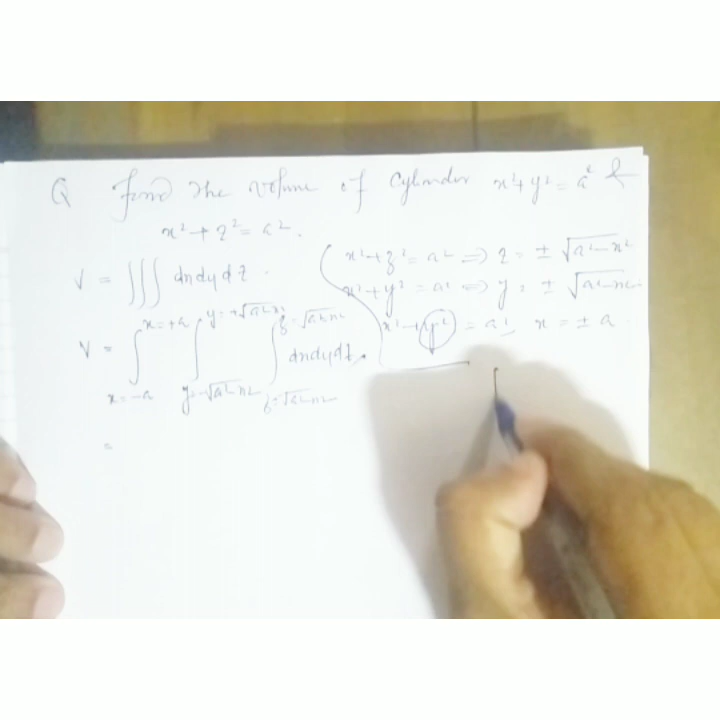 Q Find the volume of Cylinder x²+y² = a² &
x² + z² = a².
V = ∭ dxdydz.
x²+z² = a² ⇒ z = ± √a²-x²
x²+y² = a² ⇒ y = ± √a²-x²
x²+y² = a², x = ± a
V = ∫ x=-a x=+a ∫ y=-√a²-x² y=+√a²-x² ∫ z=-√a²-x² z=√a²-x² dxdydz.
=